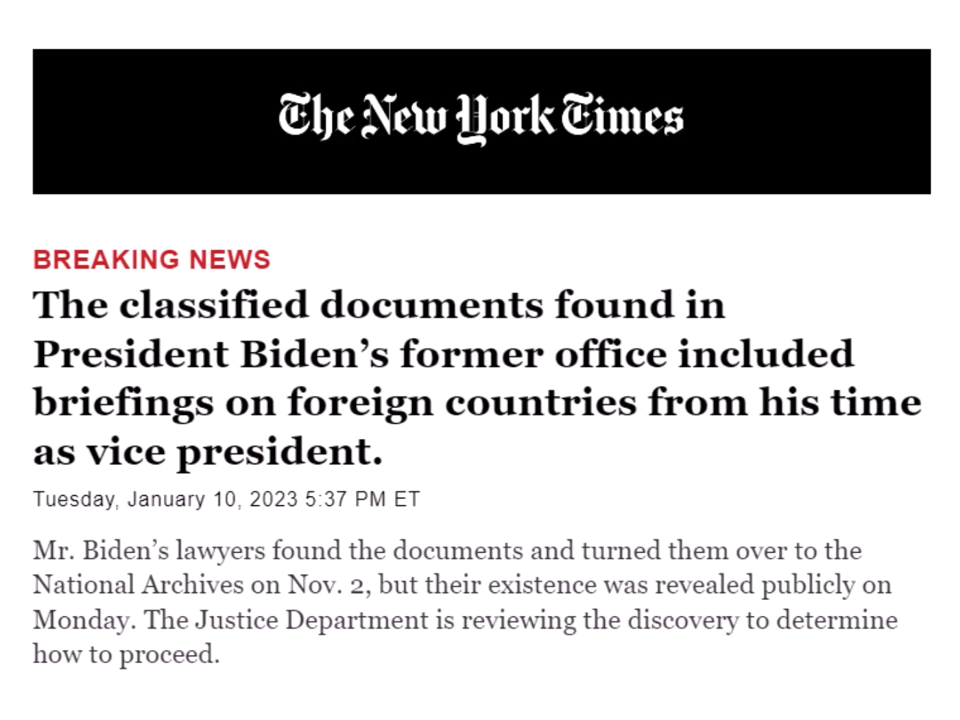 The New York Times
BREAKING NEWS
The classified documents found in
President Biden’s former office included
briefings on foreign countries from his time
as vice president.
Tuesday, January 10, 2023 5:37 PM ET
Mr. Biden’s lawyers found the documents and turned them over to the
National Archives on Nov. 2, but their existence was revealed publicly on
Monday. The Justice Department is reviewing the discovery to determine
how to proceed.